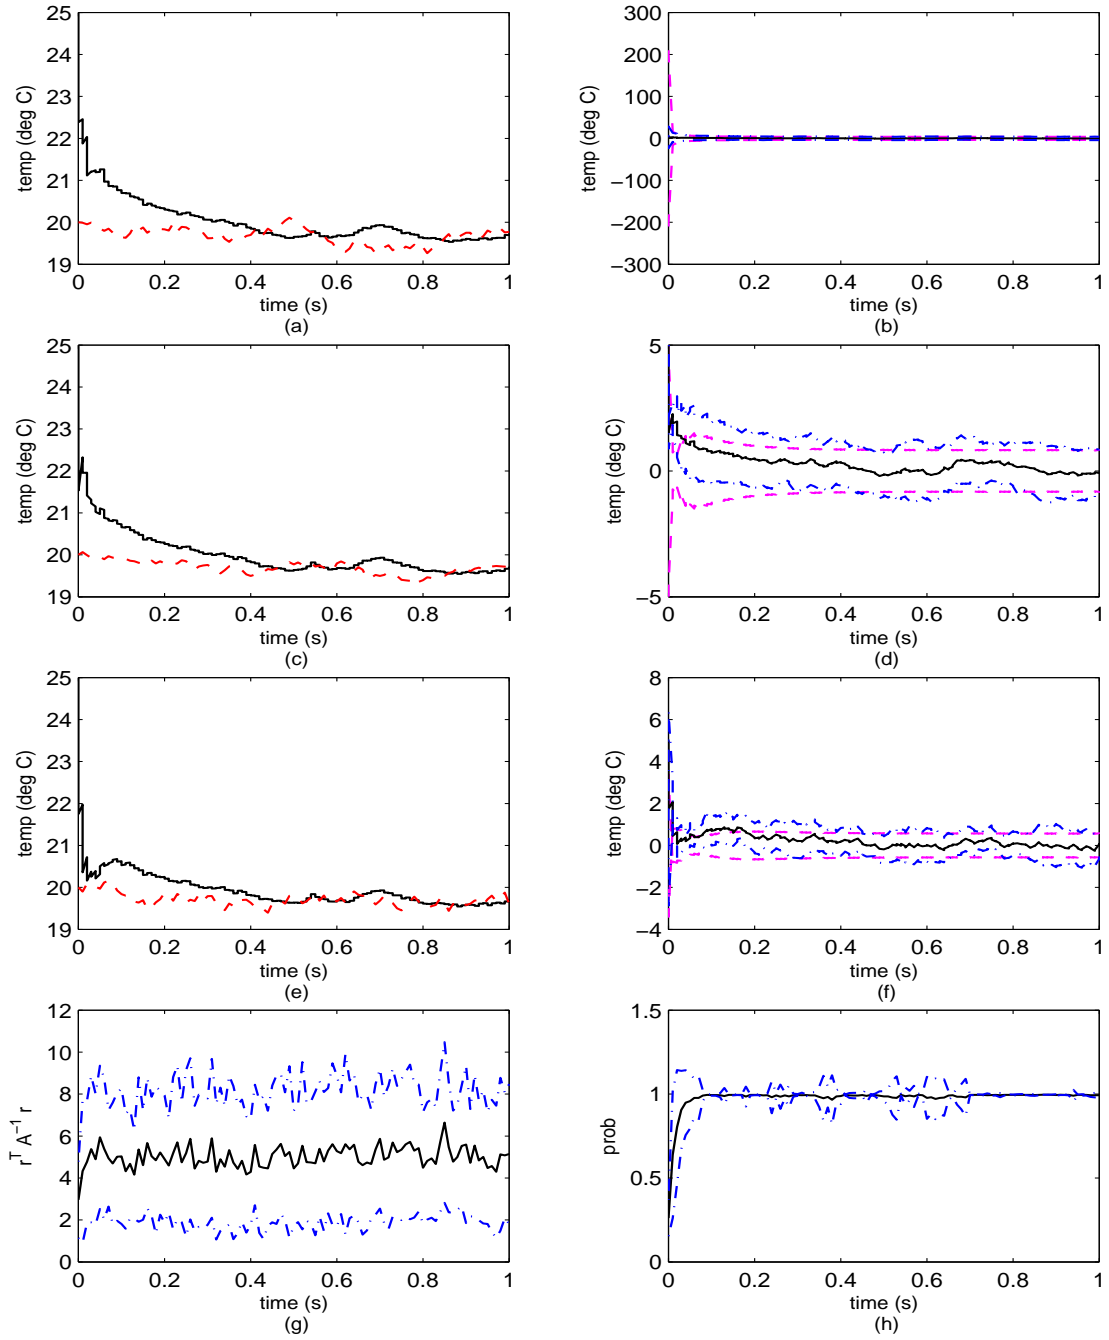 25
24
23
22
21
20
19
temp (deg C)
0 0.2 0.4 0.6 0.8 1
time (s)
(a)
300
200
100
0
−100
−200
−300
temp (deg C)
0 0.2 0.4 0.6 0.8 1
time (s)
(b)
25
24
23
22
21
20
19
temp (deg C)
0 0.2 0.4 0.6 0.8 1
time (s)
(c)
5
0
−5
temp (deg C)
0 0.2 0.4 0.6 0.8 1
time (s)
(d)
25
24
23
22
21
20
19
temp (deg C)
0 0.2 0.4 0.6 0.8 1
time (s)
(e)
8
6
4
2
0
−2
−4
temp (deg C)
0 0.2 0.4 0.6 0.8 1
time (s)
(f)
12
10
8
6
4
2
0
r^T A^−1 r
0 0.2 0.4 0.6 0.8 1
time (s)
(g)
1.5
1
0.5
0
prob
0 0.2 0.4 0.6 0.8 1
time (s)
(h)